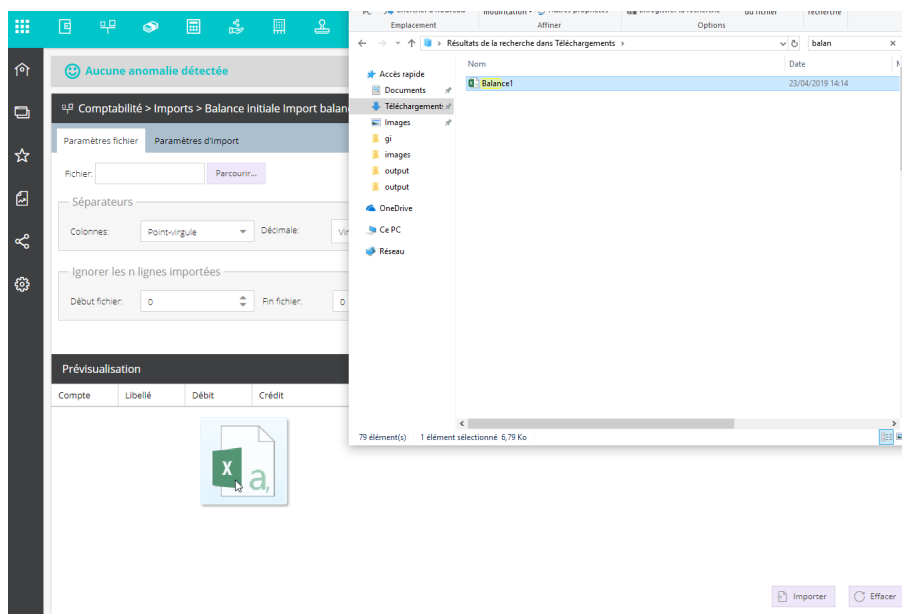 Aucune anomalie détectée
Comptabilité > Imports > Balance initiale Import balan
Paramètres fichier Paramètres d'import
Fichier: Parcourir...
Séparateurs
Colonnes: Point-virgule Décimale: Vir
Ignorer les n lignes importées
Début fichier: 0 Fin fichier: 0
Prévisualisation
Compte Libellé Débit Crédit
X a,
Importer Effacer
Emplacement Affiner Options
Résultats de la recherche dans Téléchargements > balan
Nom Date
Accès rapide
Balance1 23/04/2019 14:14
Documents
Téléchargements
Images
gi
images
output
output
OneDrive
Ce PC
Réseau
79 élément(s) 1 élément sélectionné 6,79 Ko